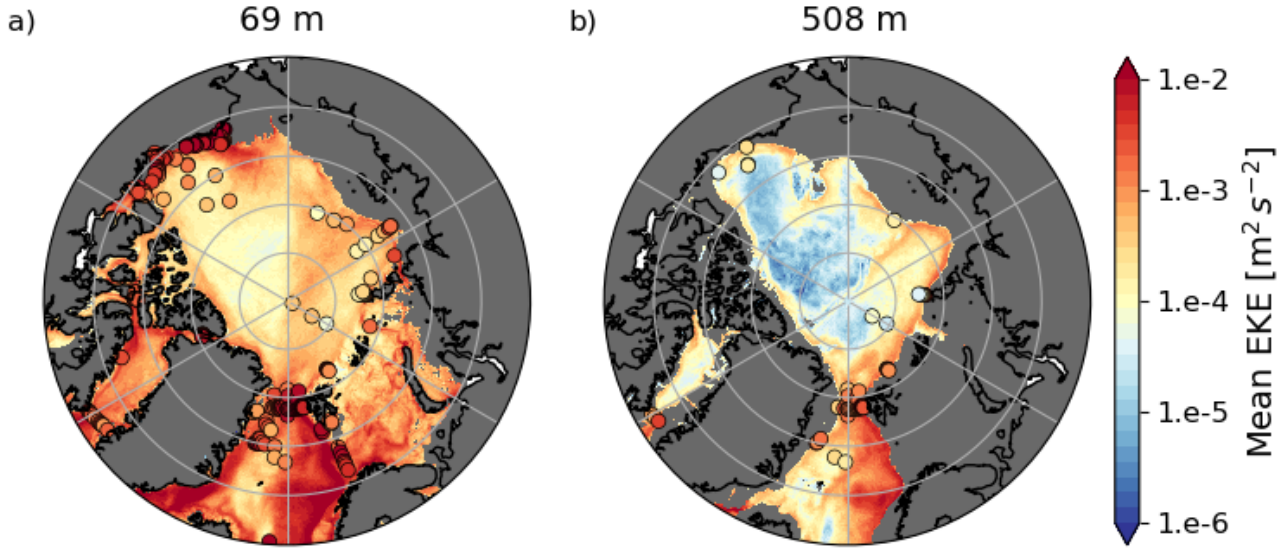 a)
69 m
b)
508 m
1.e-2
1.e-3
1.e-4
1.e-5
1.e-6
Mean EKE [m² s⁻²]